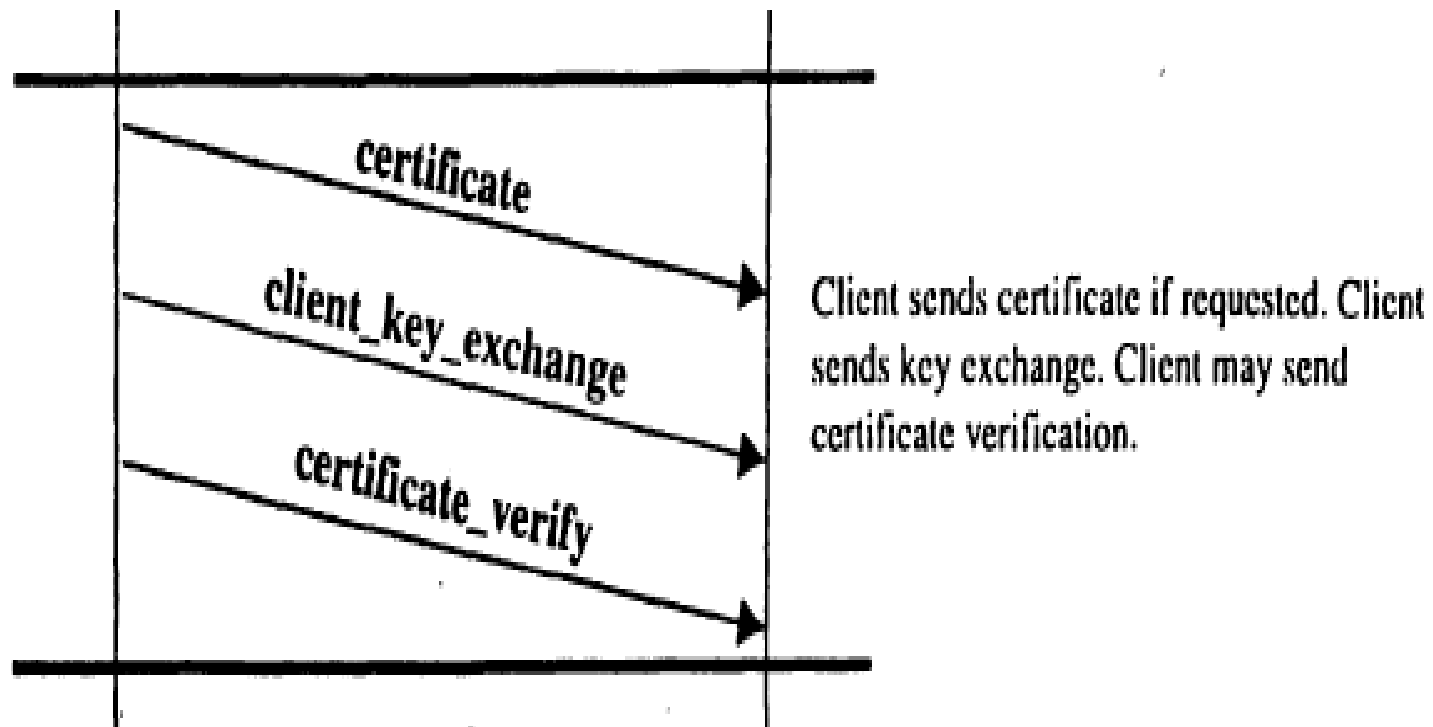 certificate
client_key_exchange
certificate_verify
Client sends certificate if requested. Client
sends key exchange. Client may send
certificate verification.